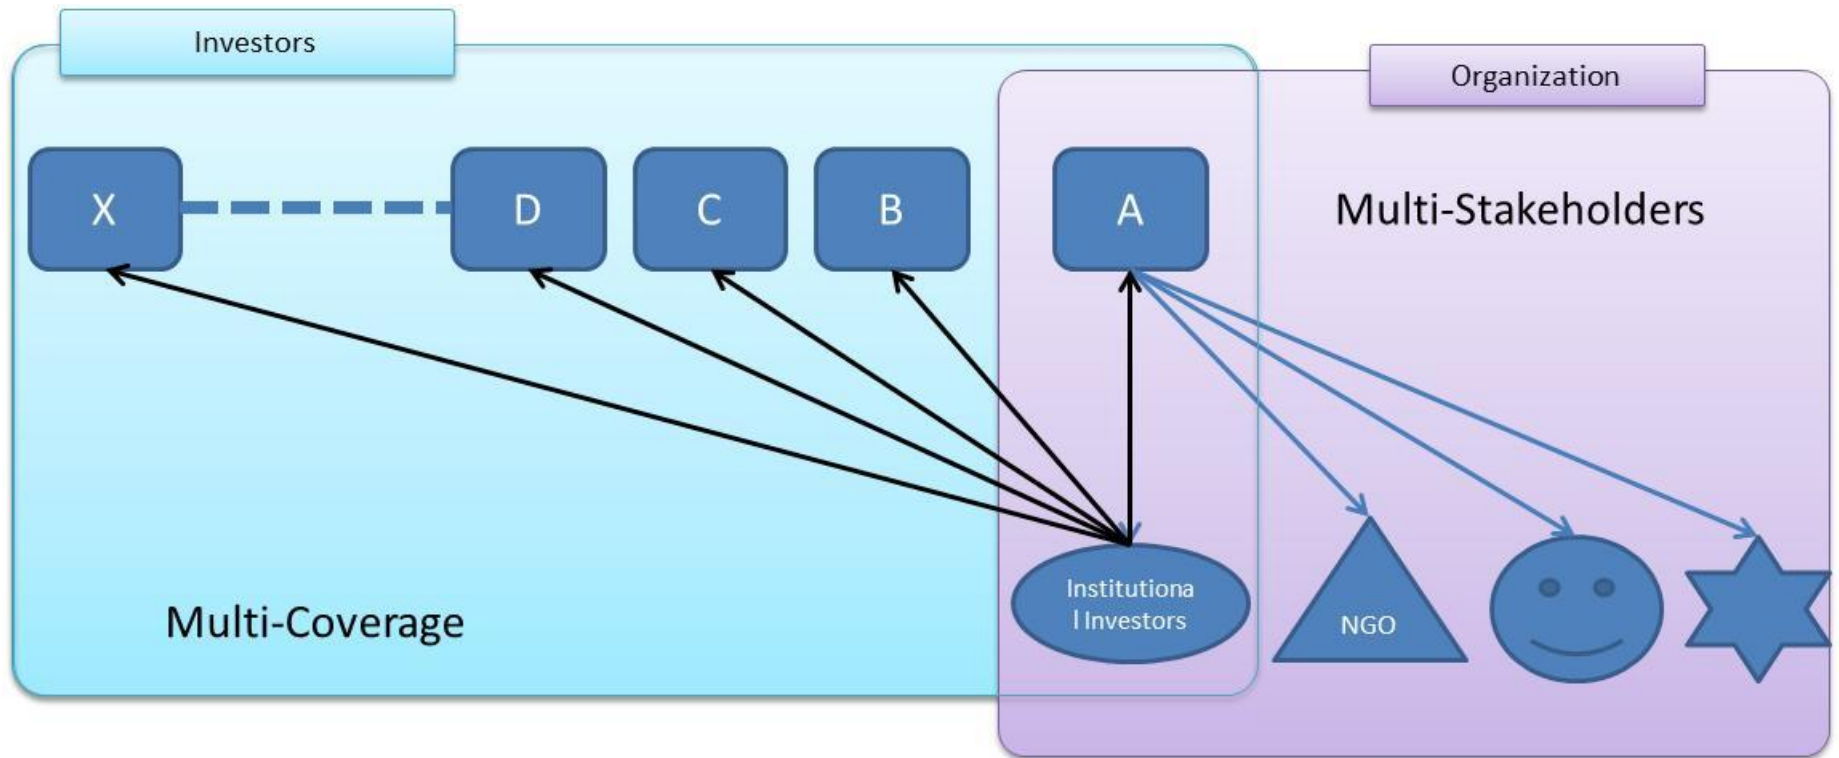 Investors
Organization
X
D
C
B
A
Multi-Stakeholders
Institutiona
l Investors
NGO
Multi-Coverage